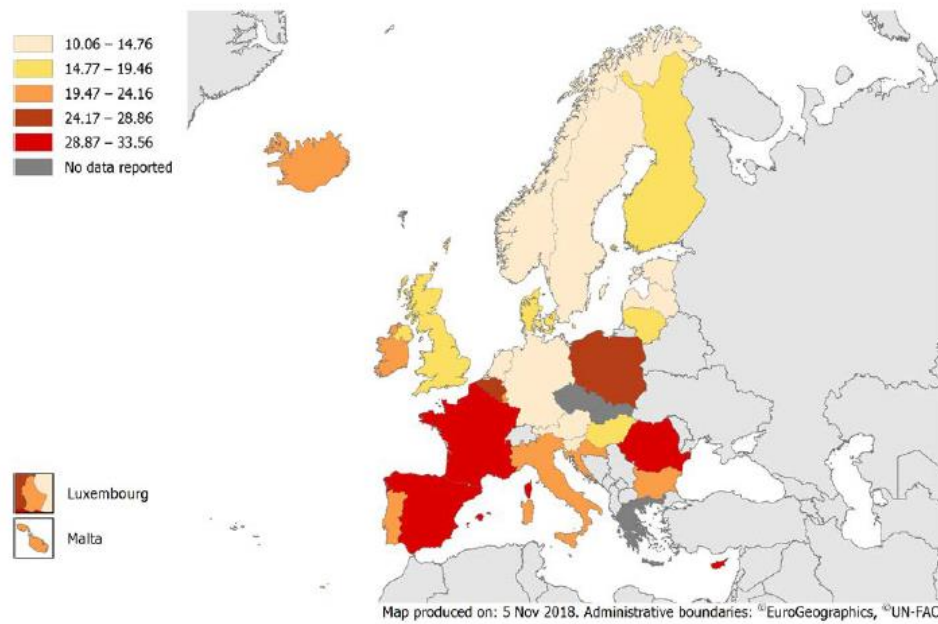 10.06 – 14.76
14.77 – 19.46
19.47 – 24.16
24.17 – 28.86
28.87 – 33.56
No data reported
Luxembourg
Malta
Map produced on: 5 Nov 2018. Administrative boundaries: ©EuroGeographics, ©UN-FAO